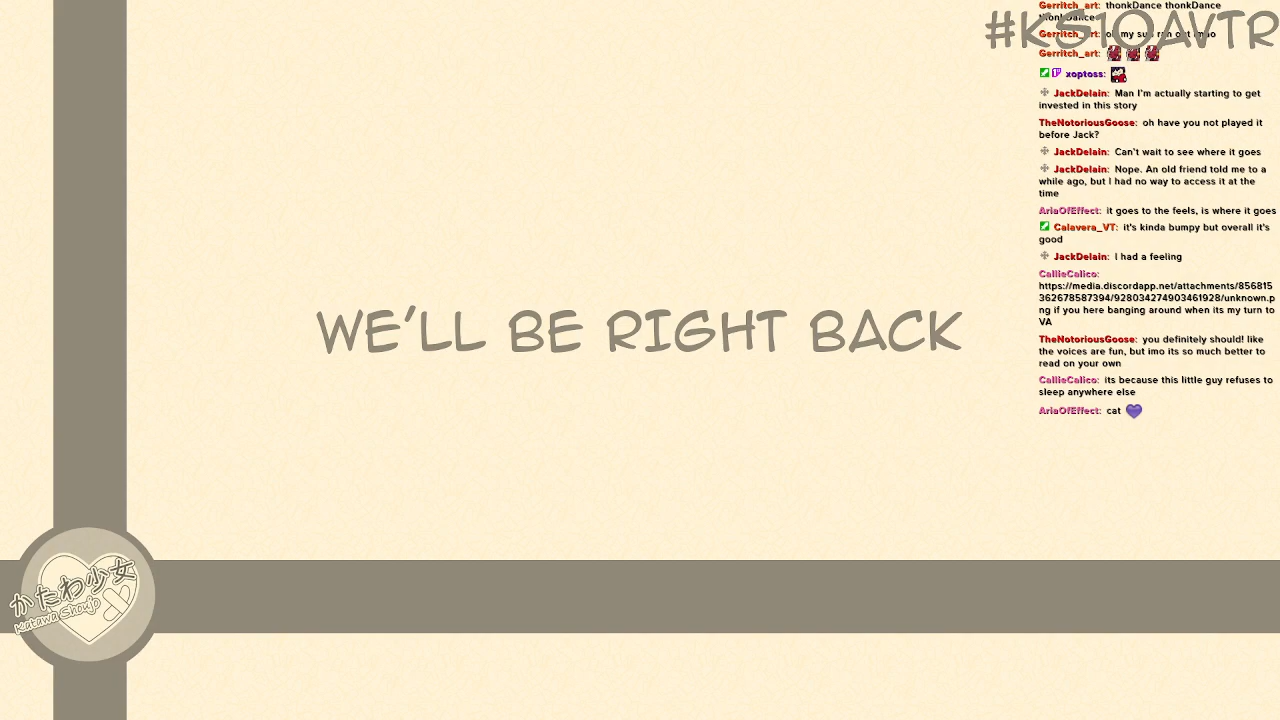 #KS10AVTR
Gerritch_art: thonkDance thonkDance
thonkDance
Gerritch_art: oh my sub ran out lmao
Gerritch_art:
xoptoss:
JackDelain: Man I'm actually starting to get
invested in this story
TheNotoriousGoose: oh have you not played it
before Jack?
JackDelain: Can't wait to see where it goes
JackDelain: Nope. An old friend told me to a
while ago, but I had no way to access it at the
time
AriaOfEffect: it goes to the feels, is where it goes
Calavera_VT: it's kinda bumpy but overall it's
good
JackDelain: I had a feeling
CallieCalico:
https://media.discordapp.net/attachments/856815
362678587394/928034274903461928/unknown.p
ng if you here banging around when its my turn to
VA
TheNotoriousGoose: you definitely should! like
the voices are fun, but imo its so much better to
read on your own
CallieCalico: its because this little guy refuses to
sleep anywhere else
AriaOfEffect: cat
WE'LL BE RIGHT BACK
かたわ少女
Katawa Shoujo